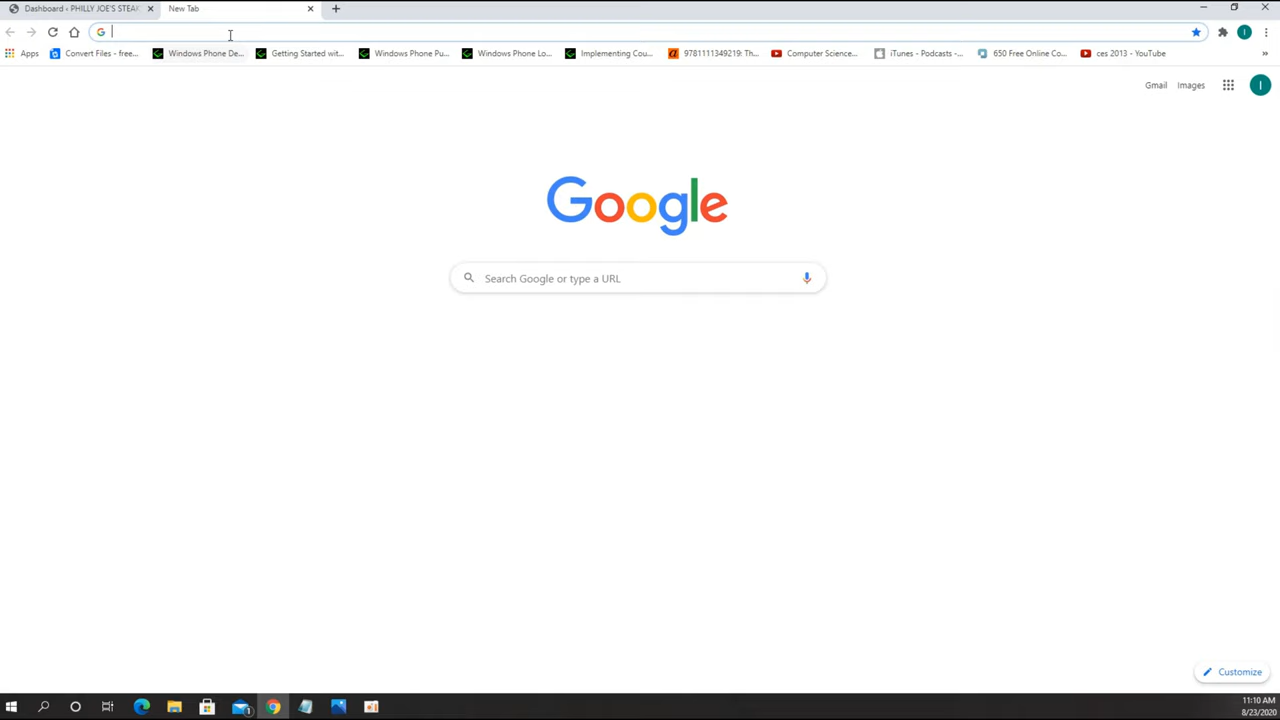 Dashboard ‹ PHILLY JOE'S STEAK
New Tab
Apps
Convert Files - free...
Windows Phone De...
Getting Started wit...
Windows Phone Pu...
Windows Phone Lo...
Implementing Cou...
9781111349219: Th...
Computer Science...
iTunes - Podcasts -...
650 Free Online Co...
ces 2013 - YouTube
»
Gmail
Images
I
Google
Search Google or type a URL
Customize
11:10 AM
8/23/2020